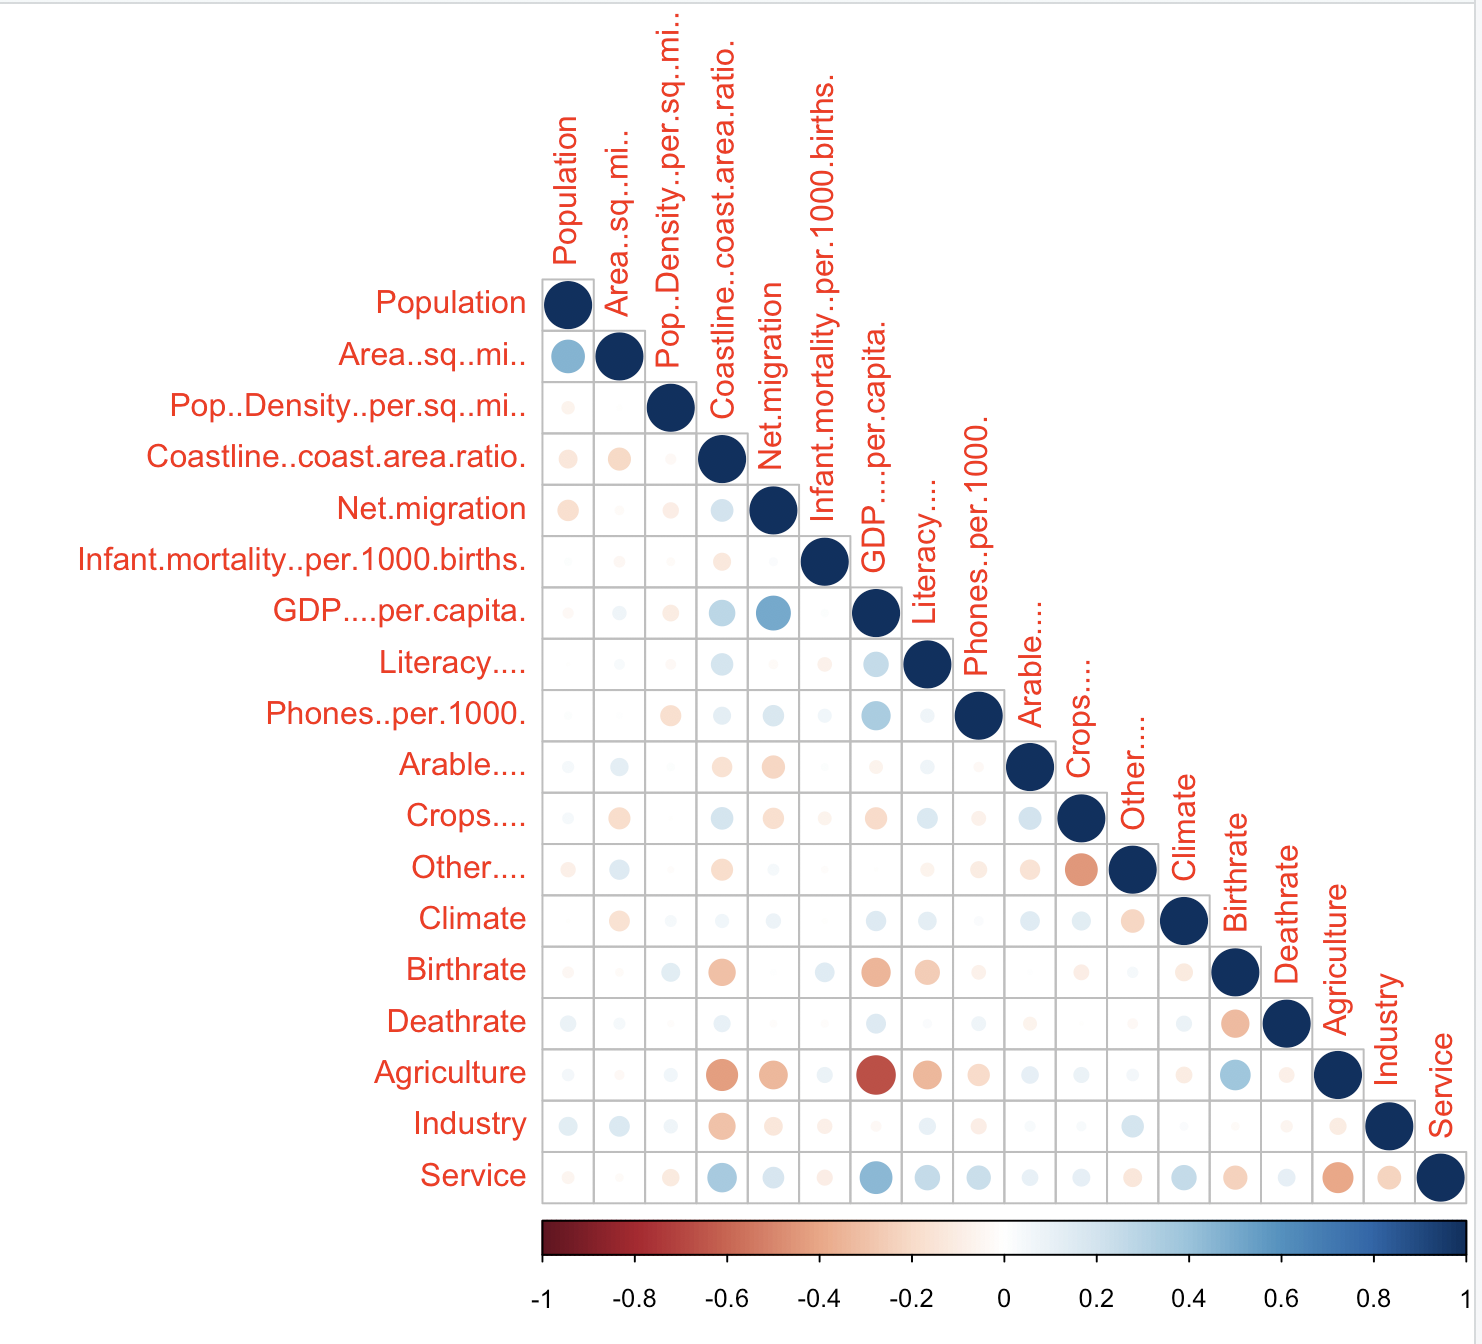 Population
Area..sq..mi..
Pop..Density..per.sq..mi..
Coastline..coast.area.ratio.
Net.migration
Infant.mortality..per.1000.births.
GDP....per.capita.
Literacy....
Phones..per.1000.
Arable....
Crops....
Other....
Climate
Birthrate
Deathrate
Agriculture
Industry
Service
Population
Area..sq..mi..
Pop..Density..per.sq..mi..
Coastline..coast.area.ratio.
Net.migration
Infant.mortality..per.1000.births.
GDP....per.capita.
Literacy....
Phones..per.1000.
Arable....
Crops....
Other....
Climate
Birthrate
Deathrate
Agriculture
Industry
Service
-1 -0.8 -0.6 -0.4 -0.2 0 0.2 0.4 0.6 0.8 1